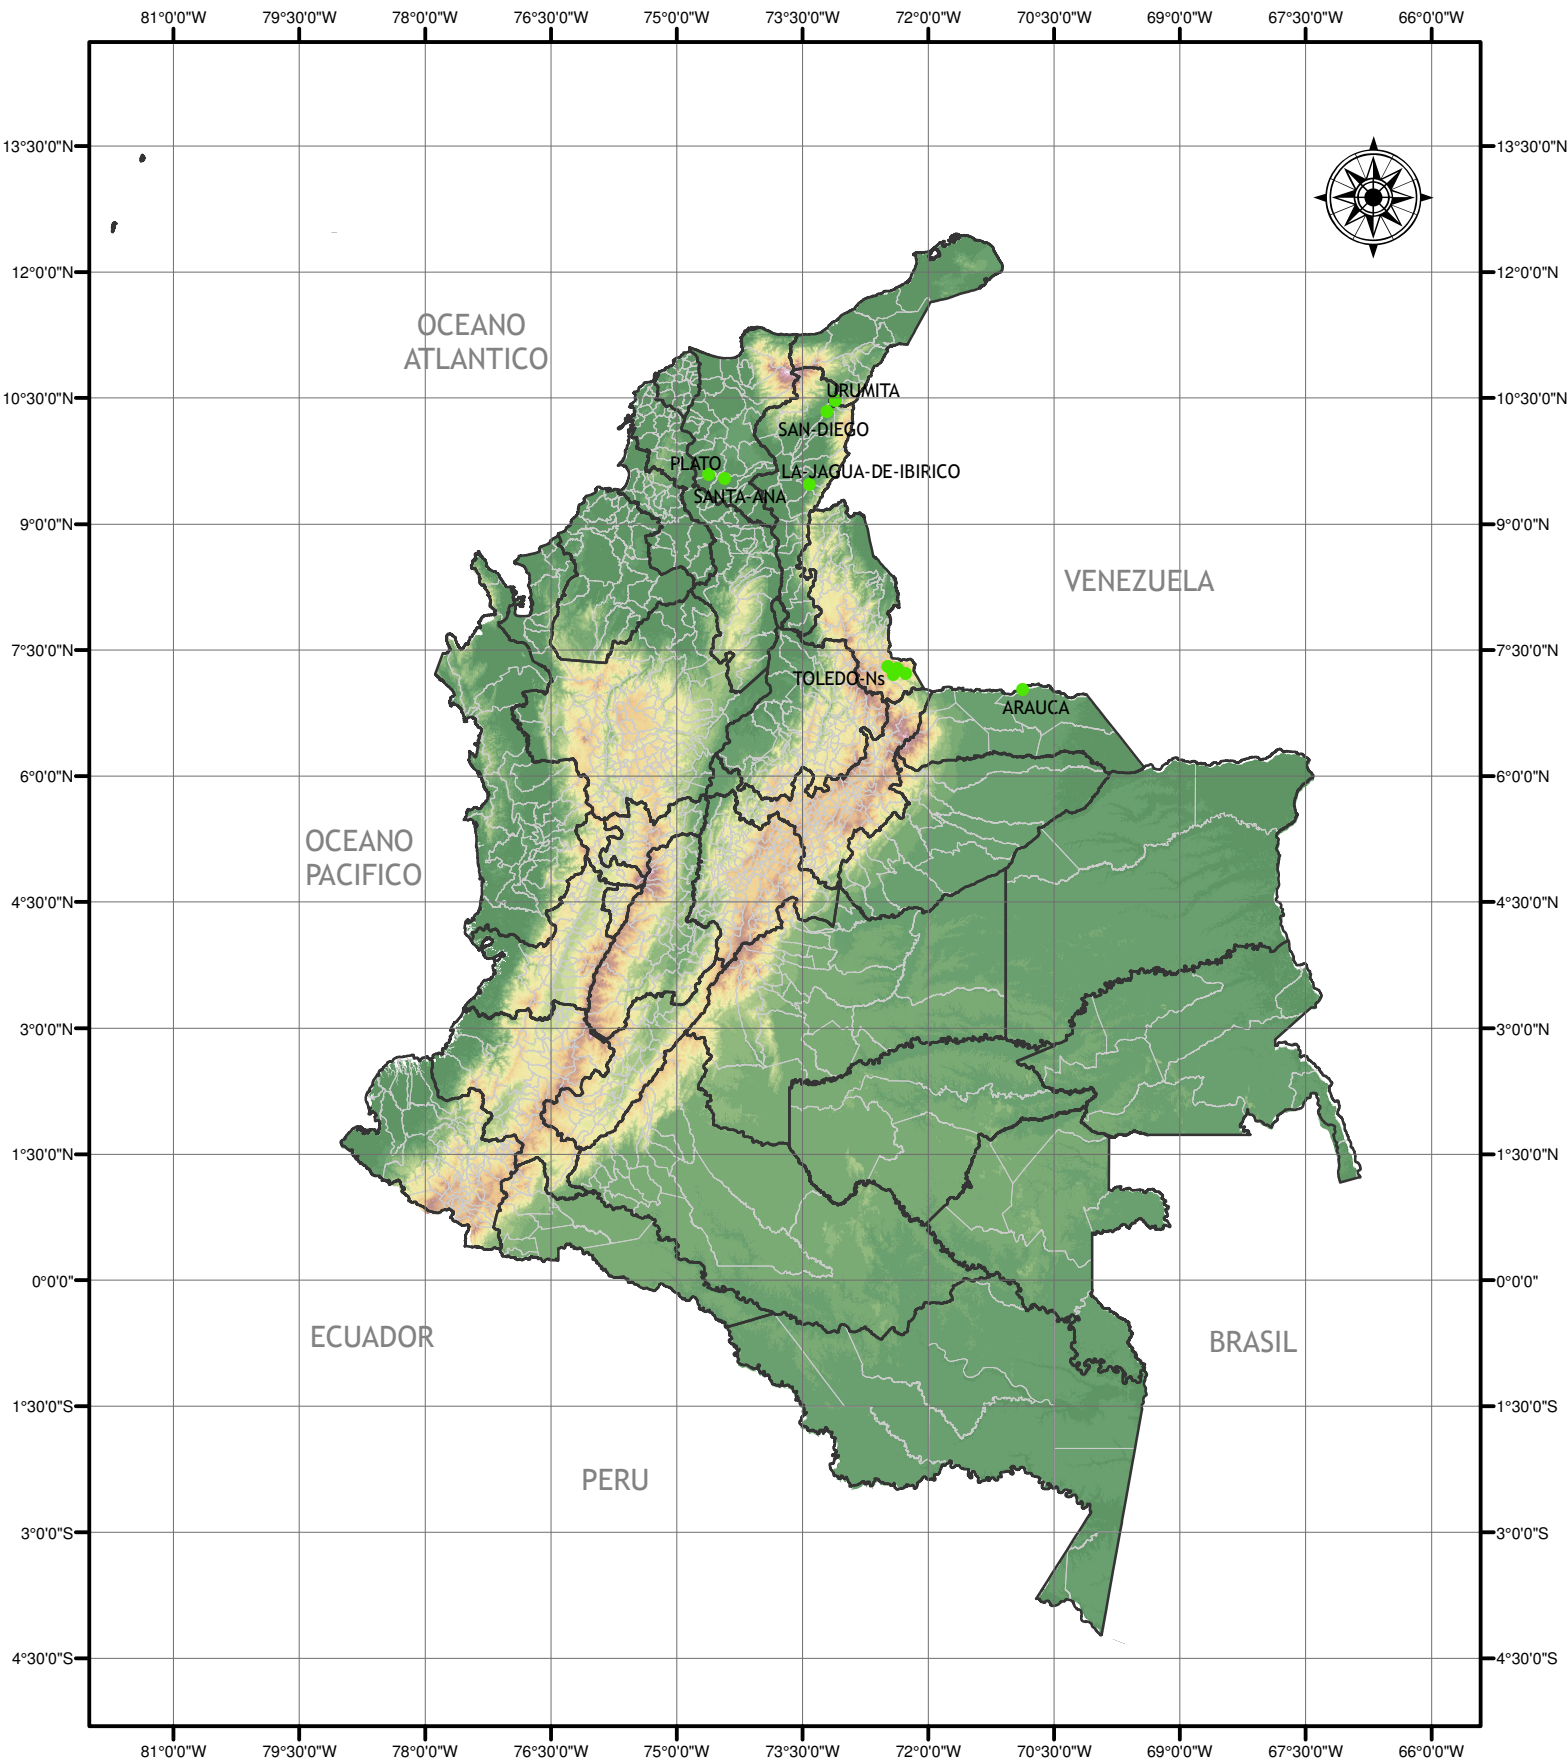 81°0'0"W 79°30'0"W 78°0'0"W 76°30'0"W 75°0'0"W 73°30'0"W 72°0'0"W 70°30'0"W 69°0'0"W 67°30'0"W 66°0'0"W
13°30'0"N 13°30'0"N
12°0'0"N 12°0'0"N
OCEANO
ATLANTICO
URUMITA
10°30'0"N 10°30'0"N
SAN-DIEGO
PLATO
LA-JAGUA-DE-IBIRICO
SANTA-ANA
9°0'0"N 9°0'0"N
VENEZUELA
7°30'0"N 7°30'0"N
TOLEDO-Ns
ARAUCA
6°0'0"N 6°0'0"N
OCEANO
PACIFICO
4°30'0"N 4°30'0"N
3°0'0"N 3°0'0"N
1°30'0"N 1°30'0"N
0°0'0" 0°0'0"
ECUADOR
BRASIL
1°30'0"S 1°30'0"S
PERU
3°0'0"S 3°0'0"S
4°30'0"S 4°30'0"S
81°0'0"W 79°30'0"W 78°0'0"W 76°30'0"W 75°0'0"W 73°30'0"W 72°0'0"W 70°30'0"W 69°0'0"W 67°30'0"W 66°0'0"W